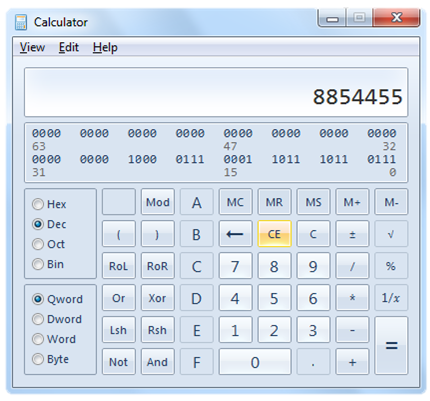 Calculator
View Edit Help
8854455
0000 0000 0000 0000 0000 0000 0000 0000
63 47 32
0000 0000 1000 0111 0001 1011 1011 0111
31 15 0
Hex Mod A MC MR MS M+ M-
Dec ( ) B ← CE C ± √
Oct RoL RoR C 7 8 9 / %
Bin
Qword Or Xor D 4 5 6 * 1/x
Dword Lsh Rsh E 1 2 3 - =
Word
Byte Not And F 0 . +